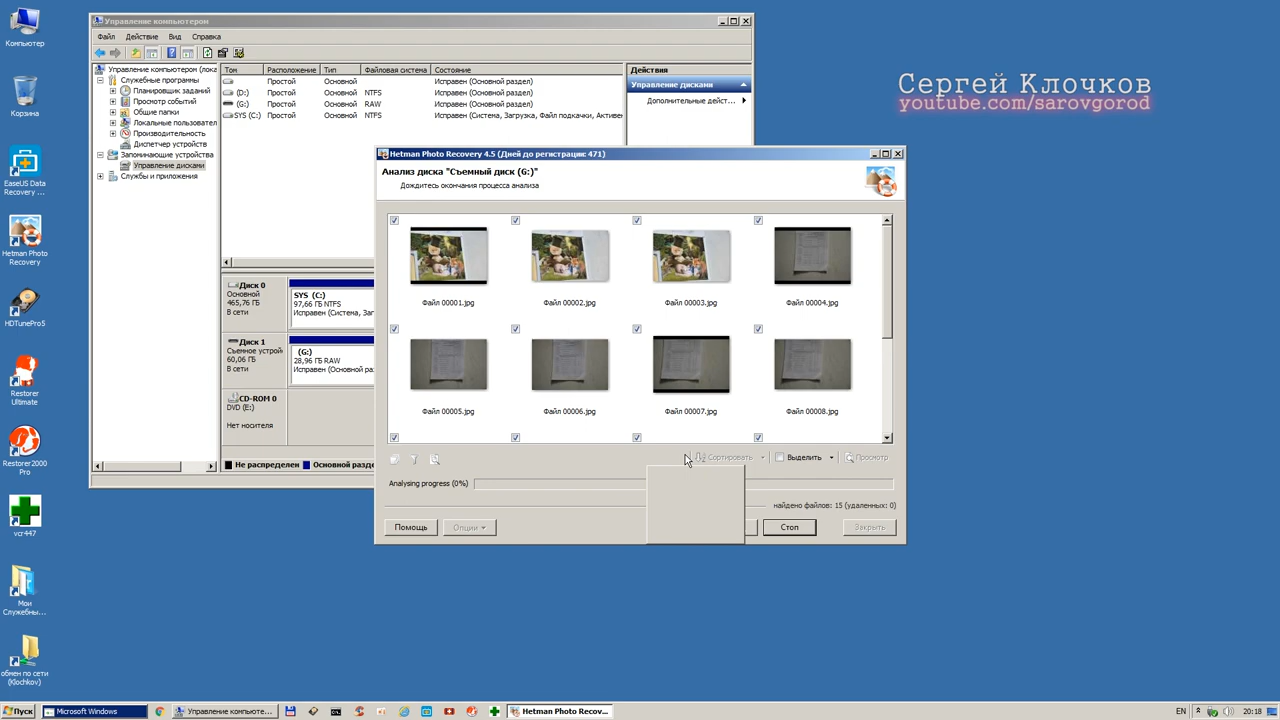 Компьютер
Корзина
EaseUS Data
Recovery ...
Hetman Photo
Recovery
HDTunePro5
Restorer
Ultimate
Restorer2000
Pro
vcr447
Мои
Служебны...
обмен по сети
(Klochkov)
Управление компьютером
Файл Действие Вид Справка
Управление компьютером (лока
Служебные программы
Планировщик заданий
Просмотр событий
Общие папки
Локальные пользовател
Производительность
Диспетчер устройств
Запоминающие устройства
Управление дисками
Службы и приложения
Том Расположение Тип Файловая система Состояние
Простой Основной Исправен (Основной раздел)
(D:) Простой Основной NTFS Исправен (Основной раздел)
(G:) Простой Основной RAW Исправен (Основной раздел)
SYS (C:) Простой Основной NTFS Исправен (Система, Загрузка, Файл подкачки, Активен
Действия
Управление дисками
Дополнительные дейст...
Диск 0
Основной
465,76 ГБ
В сети
SYS (C:)
97,66 ГБ NTFS
Исправен (Система, Заг
Диск 1
Съемное устрой
60,06 ГБ
В сети
(G:)
28,96 ГБ RAW
Исправен (Основной ра
CD-ROM 0
DVD (E:)
Нет носителя
Не распределен Основной разде
Сергей Клочков
youtube.com/sarovgorod
Hetman Photo Recovery 4.5 (Дней до регистрации: 471)
Анализ диска "Съемный диск (G:)"
Дождитесь окончания процесса анализа
Файл 00001.jpg Файл 00002.jpg Файл 00003.jpg Файл 00004.jpg
Файл 00005.jpg Файл 00006.jpg Файл 00007.jpg Файл 00008.jpg
Сортировать Выделить Просмотр
Analysing progress (0%)
найдено файлов: 15 (удаленных: 0)
Помощь Опции Стоп Закрыть
Пуск Microsoft Windows Управление компьюте... Hetman Photo Recov... EN 20:18